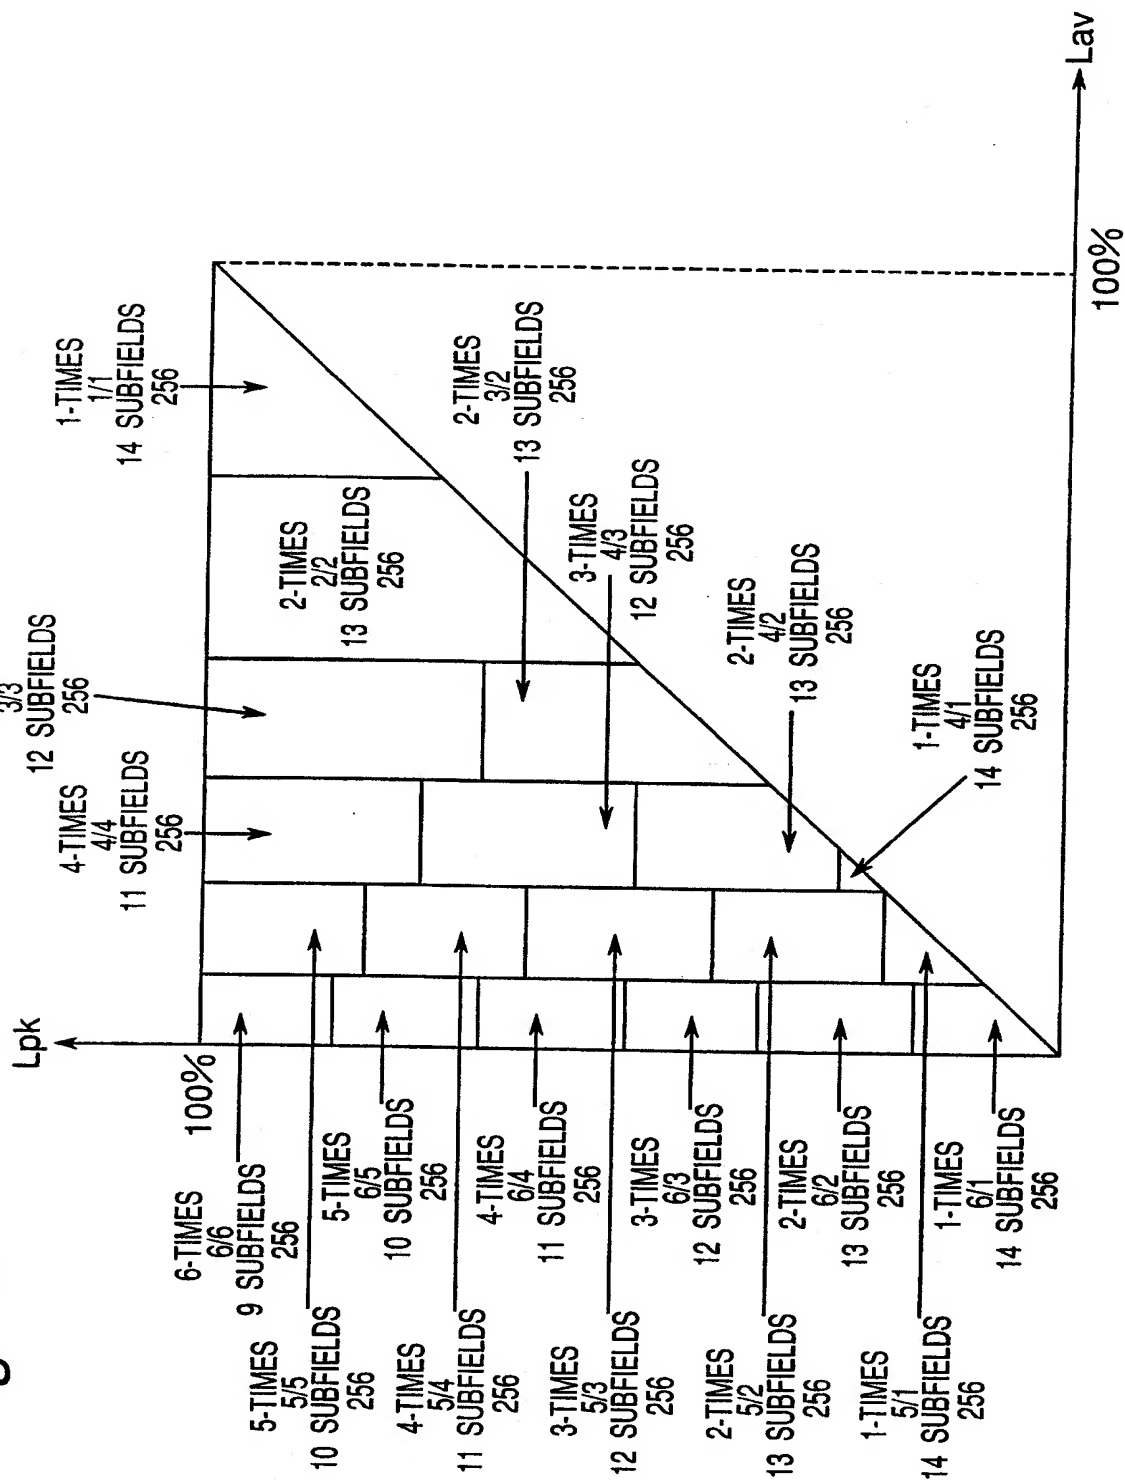 Lpk
100%
Lav
100%
1-TIMES
1/1
14 SUBFIELDS
256
2-TIMES
2/2
13 SUBFIELDS
256
2-TIMES
3/2
13 SUBFIELDS
256
3/3
12 SUBFIELDS
256
3-TIMES
4/3
12 SUBFIELDS
256
4-TIMES
4/4
11 SUBFIELDS
256
2-TIMES
4/2
13 SUBFIELDS
256
1-TIMES
4/1
14 SUBFIELDS
256
6-TIMES
6/6
9 SUBFIELDS
256
5-TIMES
6/5
10 SUBFIELDS
256
4-TIMES
6/4
11 SUBFIELDS
256
3-TIMES
6/3
12 SUBFIELDS
256
2-TIMES
6/2
13 SUBFIELDS
256
1-TIMES
6/1
14 SUBFIELDS
256
5-TIMES
5/5
10 SUBFIELDS
256
4-TIMES
5/4
11 SUBFIELDS
256
3-TIMES
5/3
12 SUBFIELDS
256
2-TIMES
5/2
13 SUBFIELDS
256
1-TIMES
5/1
14 SUBFIELDS
256